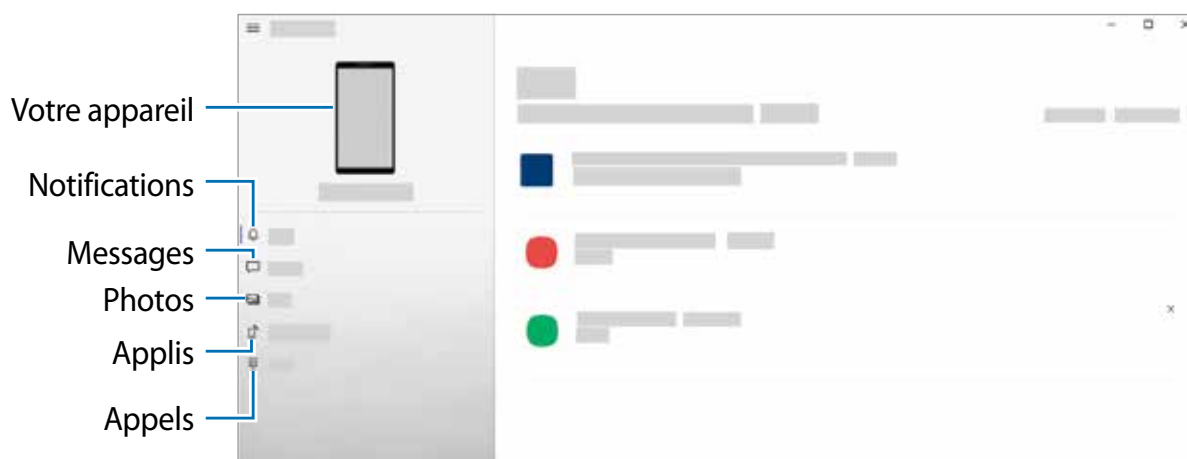 Votre appareil
Notifications
Messages
Photos
Applis
Appels